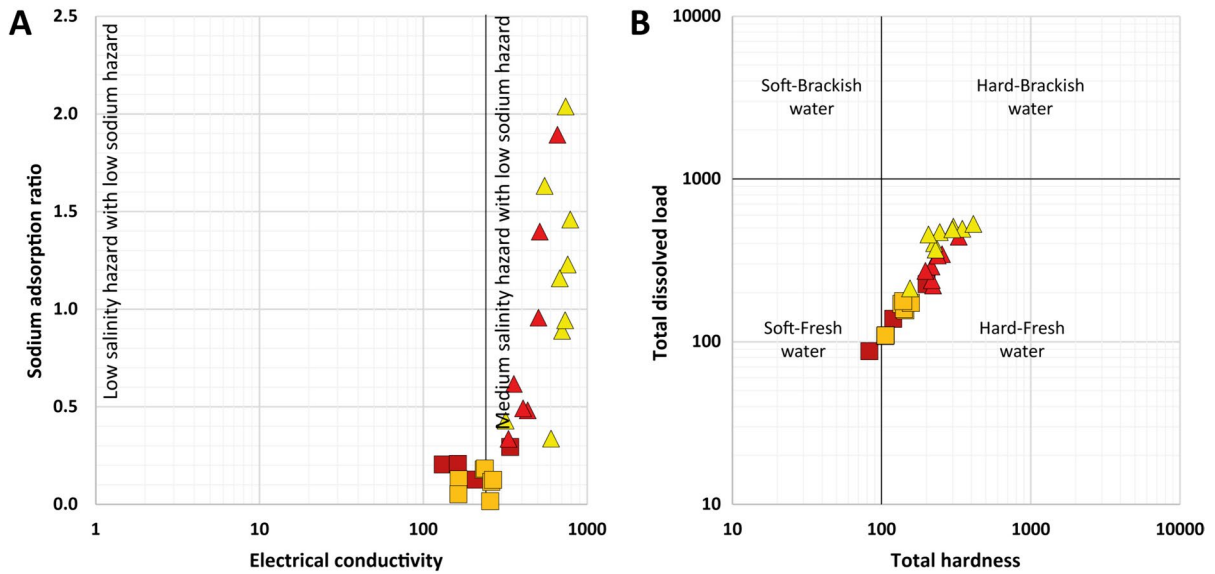 A
2.5
2.0
1.5
1.0
0.5
0.0
Sodium adsorption ratio
Low salinity hazard with low sodium hazard
Medium salinity hazard with low sodium hazard
1
10
100
1000
Electrical conductivity
B
10000
1000
100
10
Total dissolved load
Soft-Brackish
water
Hard-Brackish
water
Soft-Fresh
water
Hard-Fresh
water
10
100
1000
10000
Total hardness